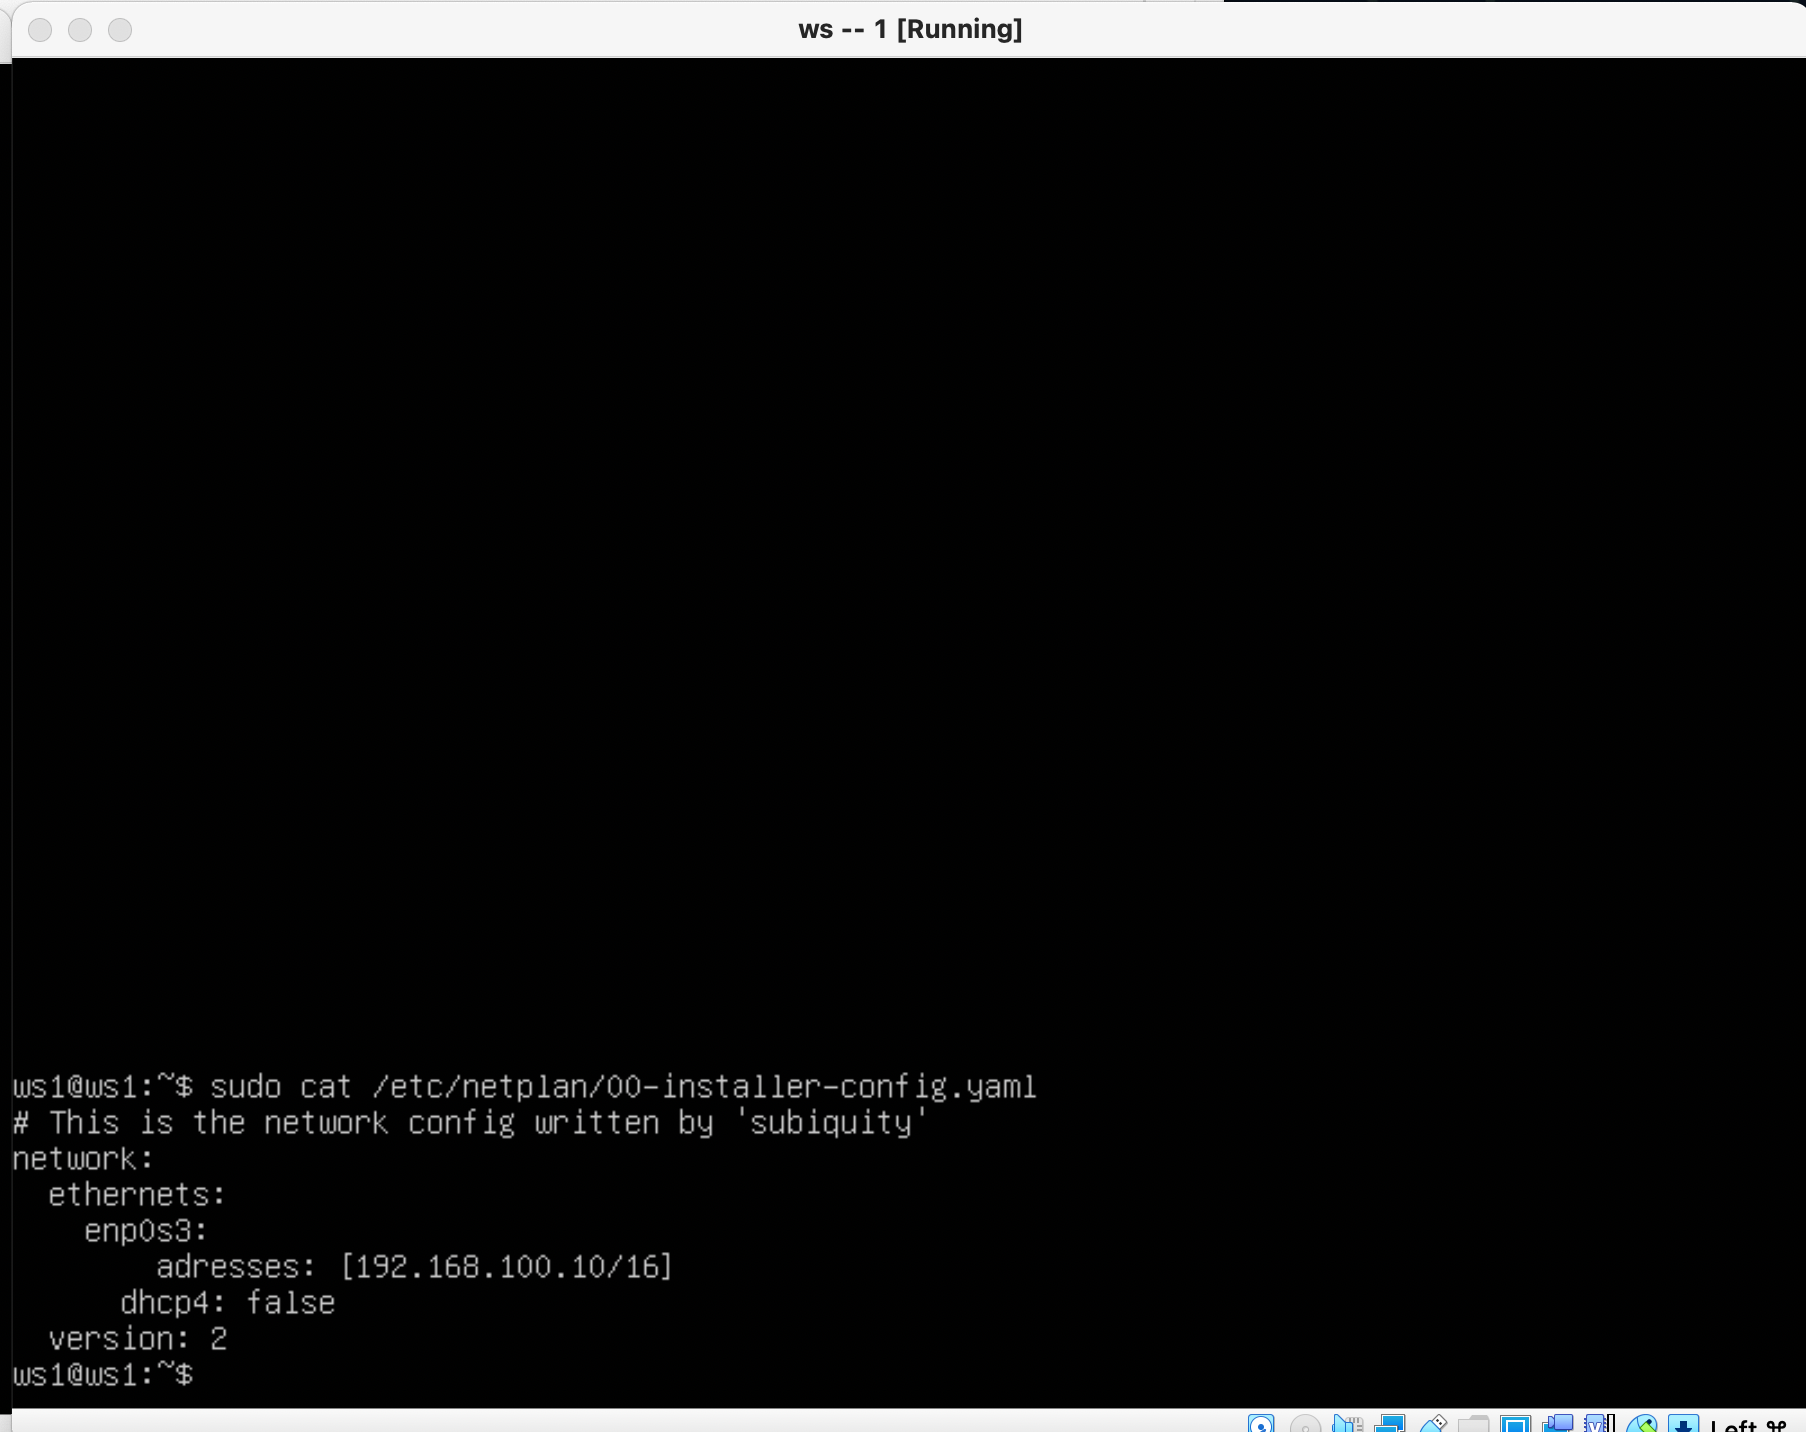 ws -- 1 [Running]
ws1@ws1:~$ sudo cat /etc/netplan/00-installer-config.yaml
# This is the network config written by 'subiquity'
network:
  ethernets:
    enp0s3:
        adresses: [192.168.100.10/16]
      dhcp4: false
  version: 2
ws1@ws1:~$
Left ⌘